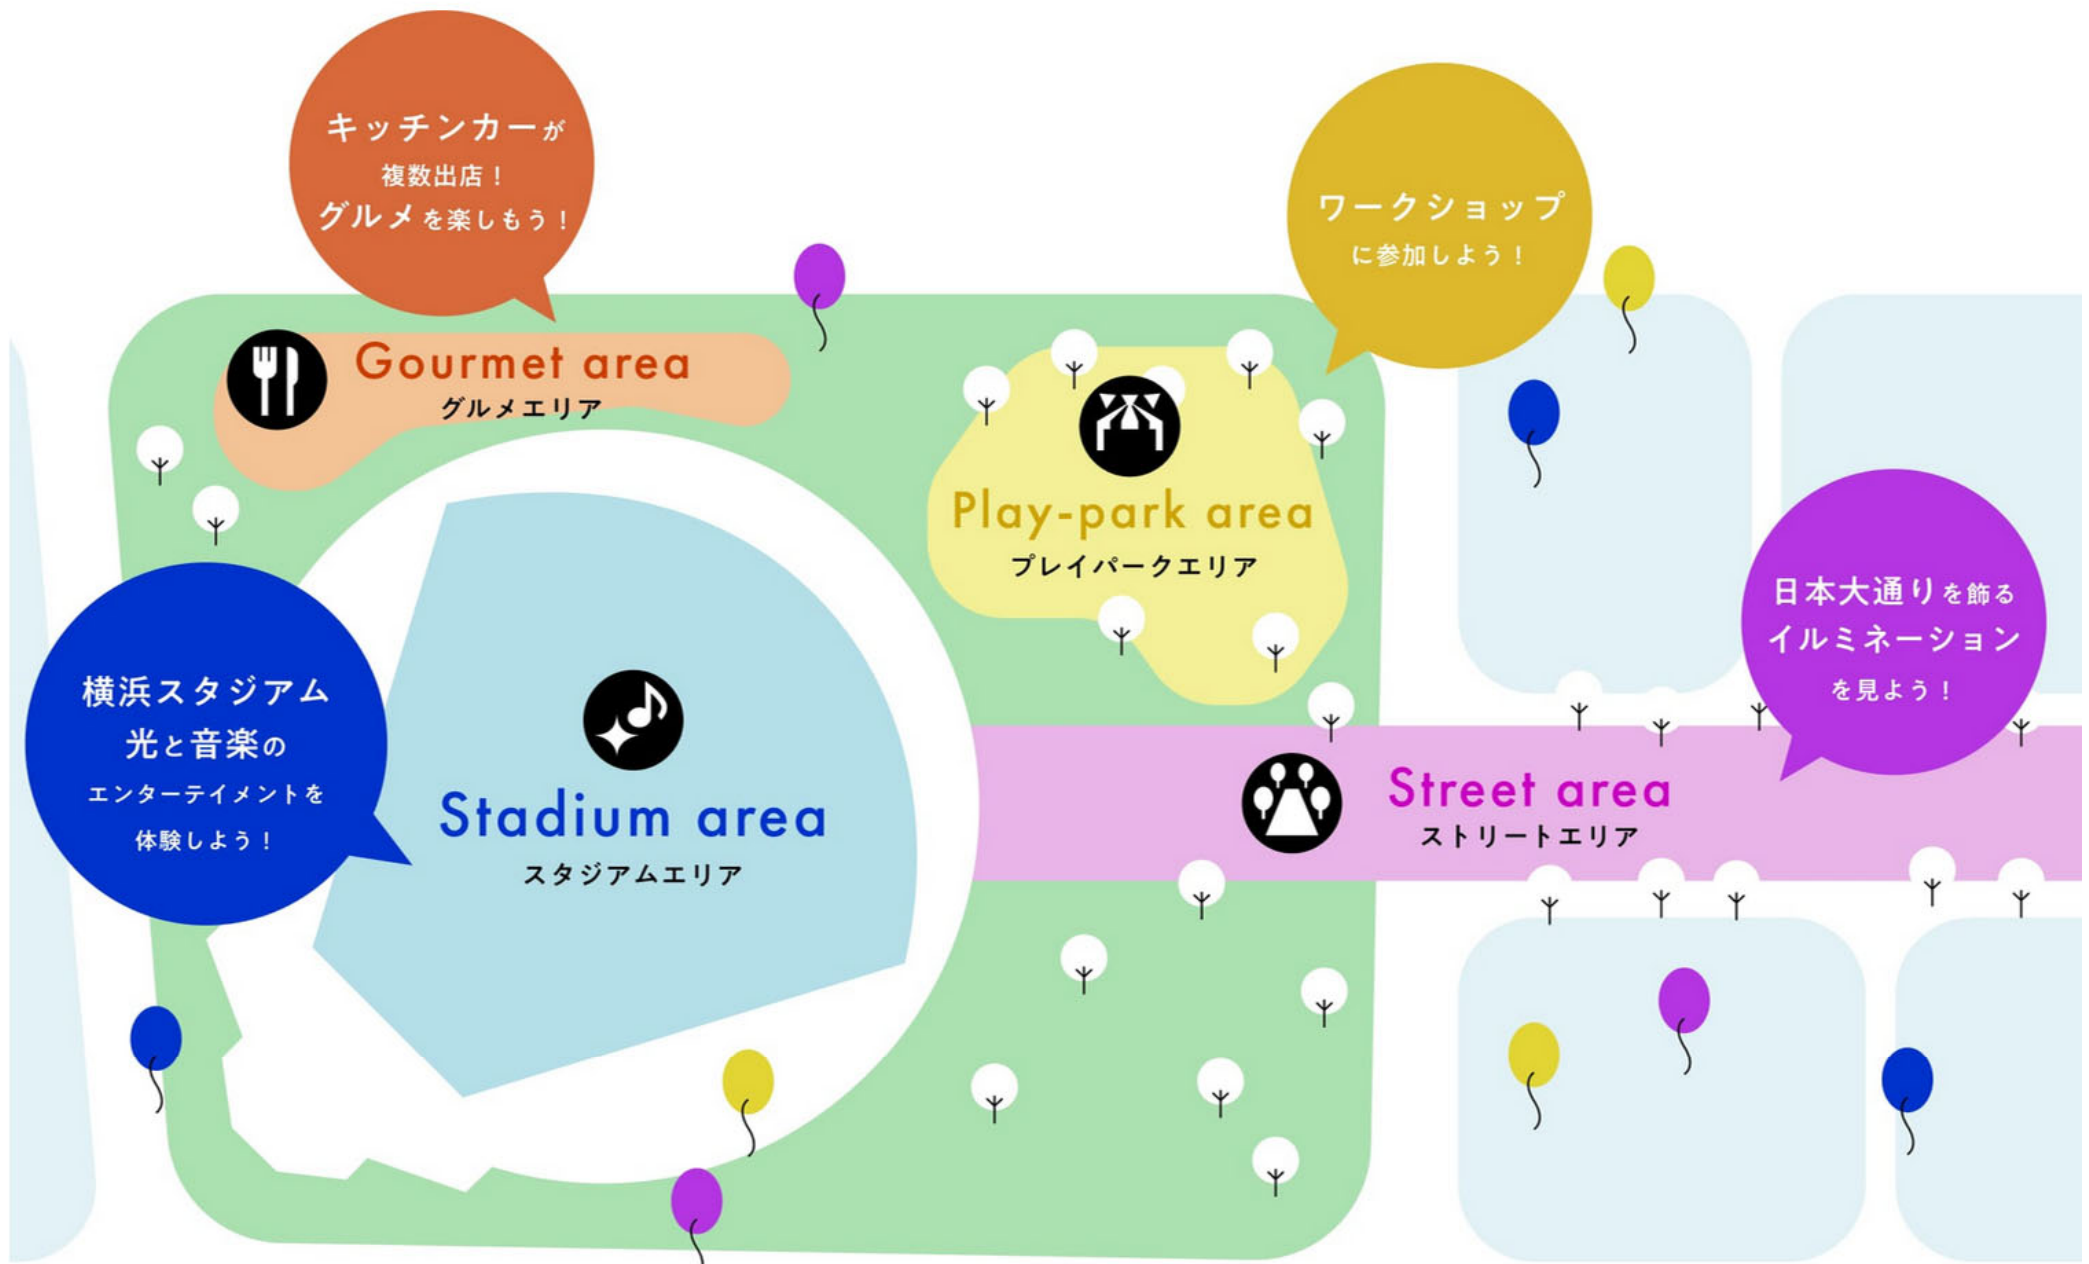 キッチンカーが
複数出店！
グルメを楽しもう！
ワークショップ
に参加しよう！
Gourmet area
グルメエリア
Play-park area
プレイパークエリア
日本大通りを飾る
イルミネーション
を見よう！
横浜スタジアム
光と音楽の
エンターテイメントを
体験しよう！
Stadium area
スタジアムエリア
Street area
ストリートエリア